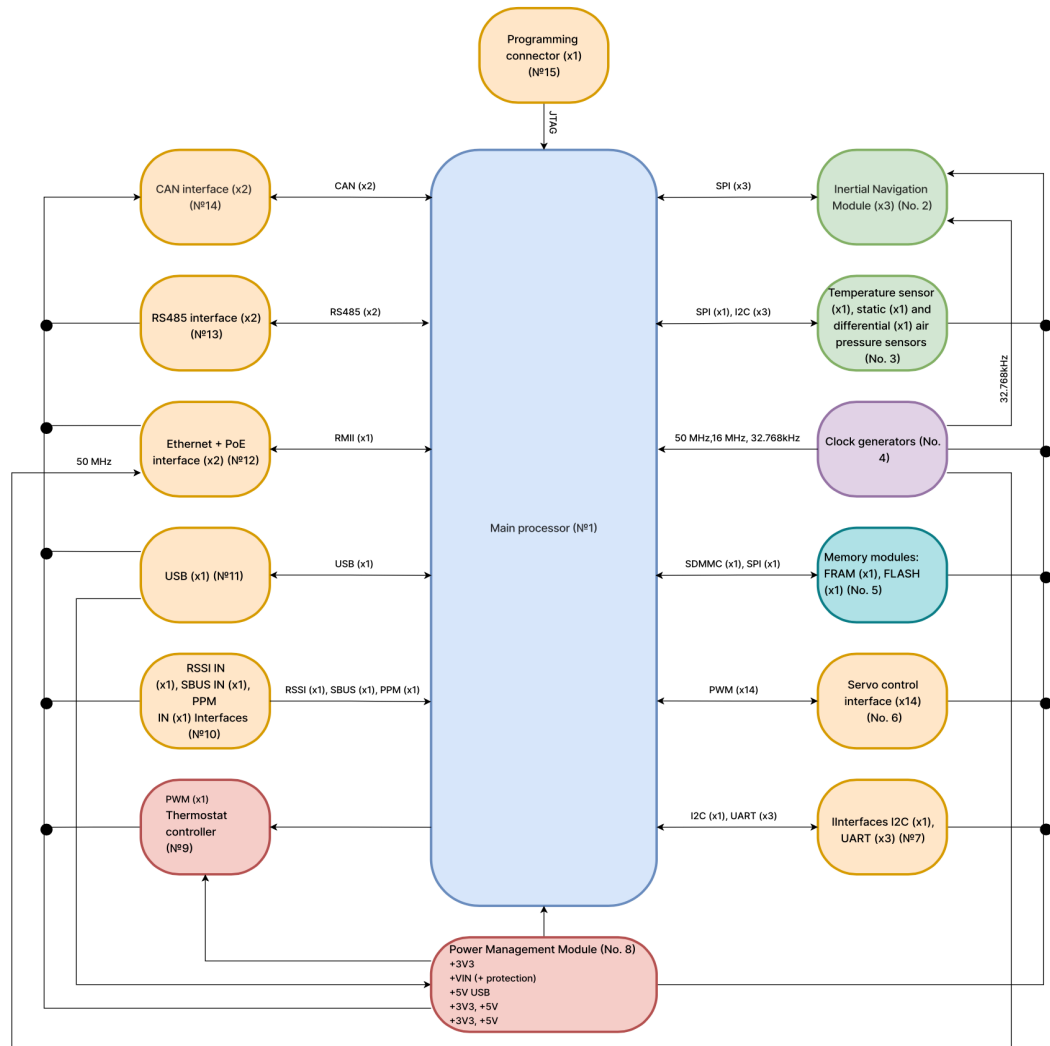 Programming
connector (x1)
(№15)
JTAG
CAN interface (x2)
(№14)
CAN (x2)
SPI (x3)
Inertial Navigation
Module (x3) (No. 2)
RS485 interface (x2)
(№13)
RS485 (x2)
SPI (x1), I2C (x3)
Temperature sensor
(x1), static (x1) and
differential (x1) air
pressure sensors
(No. 3)
32.768kHz
Ethernet + PoE
interface (x2) (№12)
50 MHz
RMII (x1)
50 MHz,16 MHz, 32.768kHz
Clock generators (No.
4)
Main processor (№1)
USB (x1) (№11)
USB (x1)
SDMMC (x1), SPI (x1)
Memory modules:
FRAM (x1), FLASH
(x1) (No. 5)
RSSI IN
(x1), SBUS IN (x1),
PPM
IN (x1) Interfaces
(№10)
RSSI (x1), SBUS (x1), PPM (x1)
PWM (x14)
Servo control
interface (x14)
(No. 6)
PWM (x1)
Thermostat
controller
(№9)
I2C (x1), UART (x3)
IInterfaces I2C (x1),
UART (x3) (№7)
Power Management Module (No. 8)
+3V3
+VIN (+ protection)
+5V USB
+3V3, +5V
+3V3, +5V